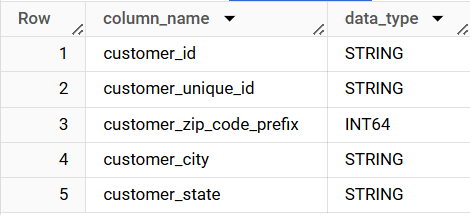 Row column_name data_type
1 customer_id STRING
2 customer_unique_id STRING
3 customer_zip_code_prefix INT64
4 customer_city STRING
5 customer_state STRING